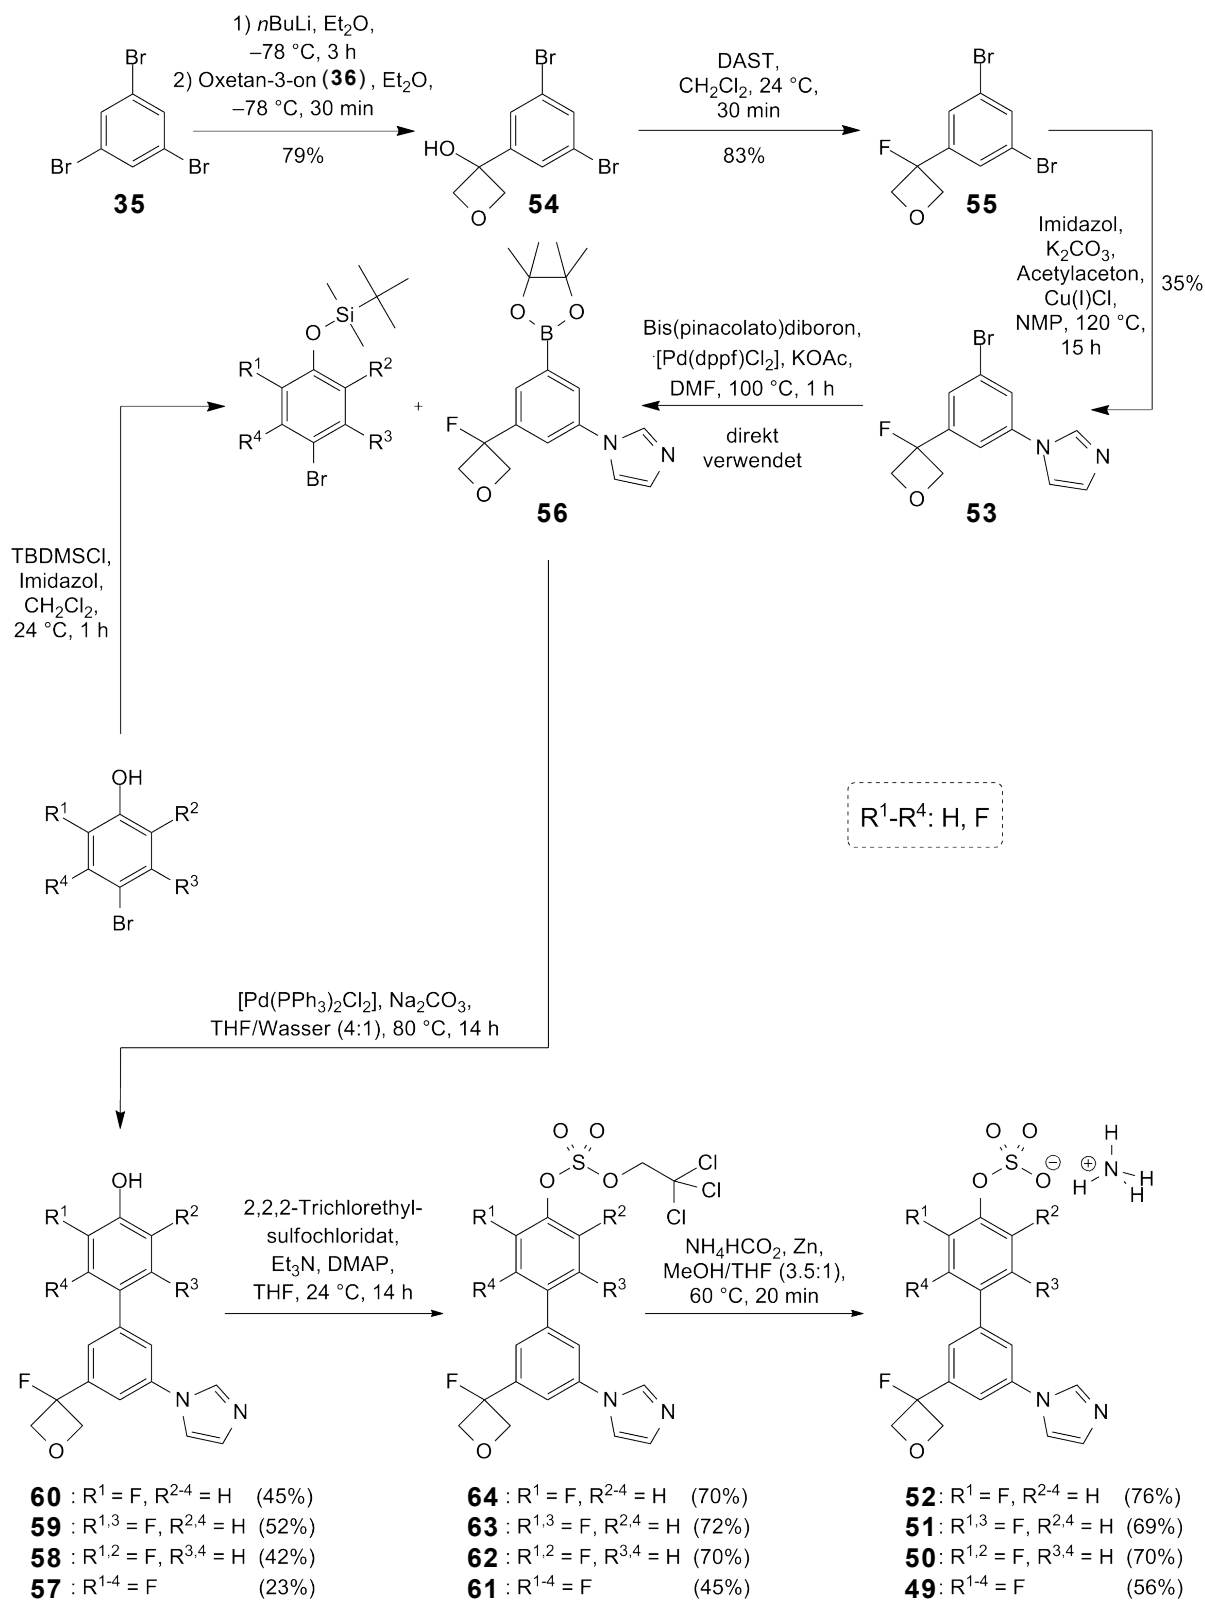 1) nBuLi, Et₂O,
–78 °C, 3 h
2) Oxetan-3-on (36) , Et₂O,
–78 °C, 30 min
79%
Br
Br
Br
35
Br
HO
Br
O
54
DAST,
CH₂Cl₂, 24 °C,
30 min
83%
Br
F
Br
O
55
Imidazol,
K₂CO₃,
Acetylaceton,
Cu(I)Cl,
NMP, 120 °C,
15 h
35%
Br
F
N
N
O
53
Bis(pinacolato)diboron,
[Pd(dppf)Cl₂], KOAc,
DMF, 100 °C, 1 h
direkt
verwendet
O
O
B
F
N
N
O
56
+
Si
O
R¹
R²
R⁴
R³
Br
TBDMSCl,
Imidazol,
CH₂Cl₂,
24 °C, 1 h
OH
R¹
R²
R⁴
R³
Br
R¹-R⁴: H, F
[Pd(PPh₃)₂Cl₂], Na₂CO₃,
THF/Wasser (4:1), 80 °C, 14 h
OH
R¹
R²
R⁴
R³
F
N
N
O
2,2,2-Trichlorethyl-
sulfochloridat,
Et₃N, DMAP,
THF, 24 °C, 14 h
O
O
S
O
O
Cl
Cl
Cl
R¹
R²
R⁴
R³
F
N
N
O
NH₄HCO₂, Zn,
MeOH/THF (3.5:1),
60 °C, 20 min
O
O
S
O
O
⊖
⊕
H
N
H
H
H
R¹
R²
R⁴
R³
F
N
N
O
60 : R¹ = F, R²⁻⁴ = H (45%)
59 : R¹,³ = F, R²,⁴ = H (52%)
58 : R¹,² = F, R³,⁴ = H (42%)
57 : R¹⁻⁴ = F (23%)
64 : R¹ = F, R²⁻⁴ = H (70%)
63 : R¹,³ = F, R²,⁴ = H (72%)
62 : R¹,² = F, R³,⁴ = H (70%)
61 : R¹⁻⁴ = F (45%)
52 : R¹ = F, R²⁻⁴ = H (76%)
51 : R¹,³ = F, R²,⁴ = H (69%)
50 : R¹,² = F, R³,⁴ = H (70%)
49 : R¹⁻⁴ = F (56%)